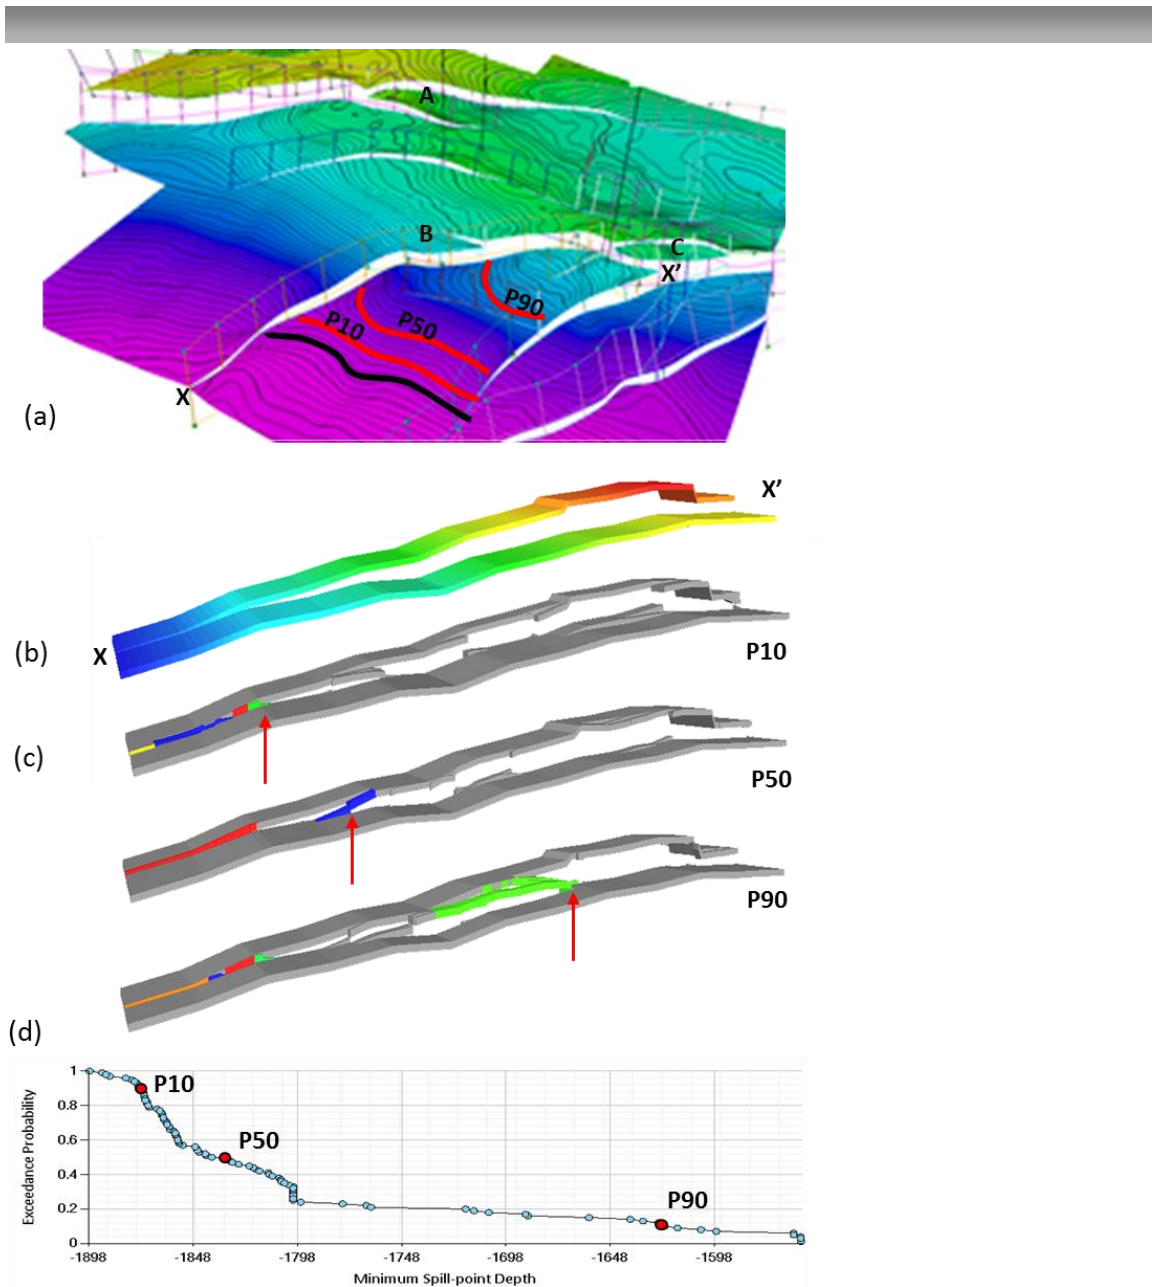 A
B
C
X'
P90
P50
P10
X
(a)
X'
(b)
X
P10
(c)
P50
P90
(d)
1
P10
0.8
Exceedance Probability
0.6
P50
0.4
0.2
P90
0
-1898
-1848
-1798
-1748
-1698
-1648
-1598
Minimum Spill-point Depth